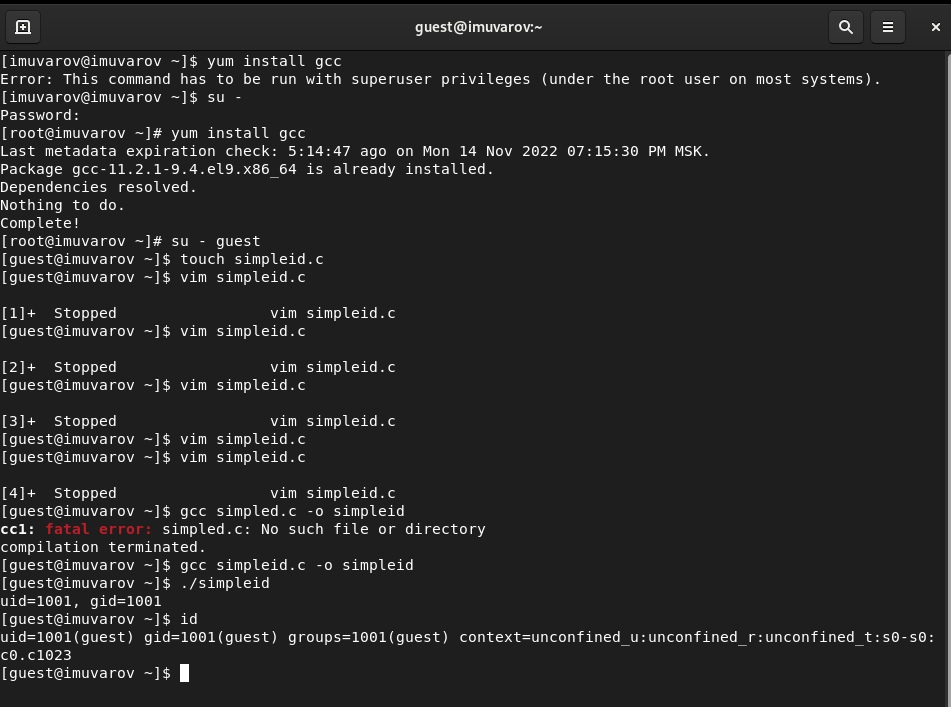 guest@imuvarov:~
[imuvarov@imuvarov ~]$ yum install gcc
Error: This command has to be run with superuser privileges (under the root user on most systems).
[imuvarov@imuvarov ~]$ su -
Password:
[root@imuvarov ~]# yum install gcc
Last metadata expiration check: 5:14:47 ago on Mon 14 Nov 2022 07:15:30 PM MSK.
Package gcc-11.2.1-9.4.el9.x86_64 is already installed.
Dependencies resolved.
Nothing to do.
Complete!
[root@imuvarov ~]# su - guest
[guest@imuvarov ~]$ touch simpleid.c
[guest@imuvarov ~]$ vim simpleid.c
[1]+  Stopped                 vim simpleid.c
[guest@imuvarov ~]$ vim simpleid.c
[2]+  Stopped                 vim simpleid.c
[guest@imuvarov ~]$ vim simpleid.c
[3]+  Stopped                 vim simpleid.c
[guest@imuvarov ~]$ vim simpleid.c
[guest@imuvarov ~]$ vim simpleid.c
[4]+  Stopped                 vim simpleid.c
[guest@imuvarov ~]$ gcc simpled.c -o simpleid
cc1: fatal error: simpled.c: No such file or directory
compilation terminated.
[guest@imuvarov ~]$ gcc simpleid.c -o simpleid
[guest@imuvarov ~]$ ./simpleid
uid=1001, gid=1001
[guest@imuvarov ~]$ id
uid=1001(guest) gid=1001(guest) groups=1001(guest) context=unconfined_u:unconfined_r:unconfined_t:s0-s0:
c0.c1023
[guest@imuvarov ~]$